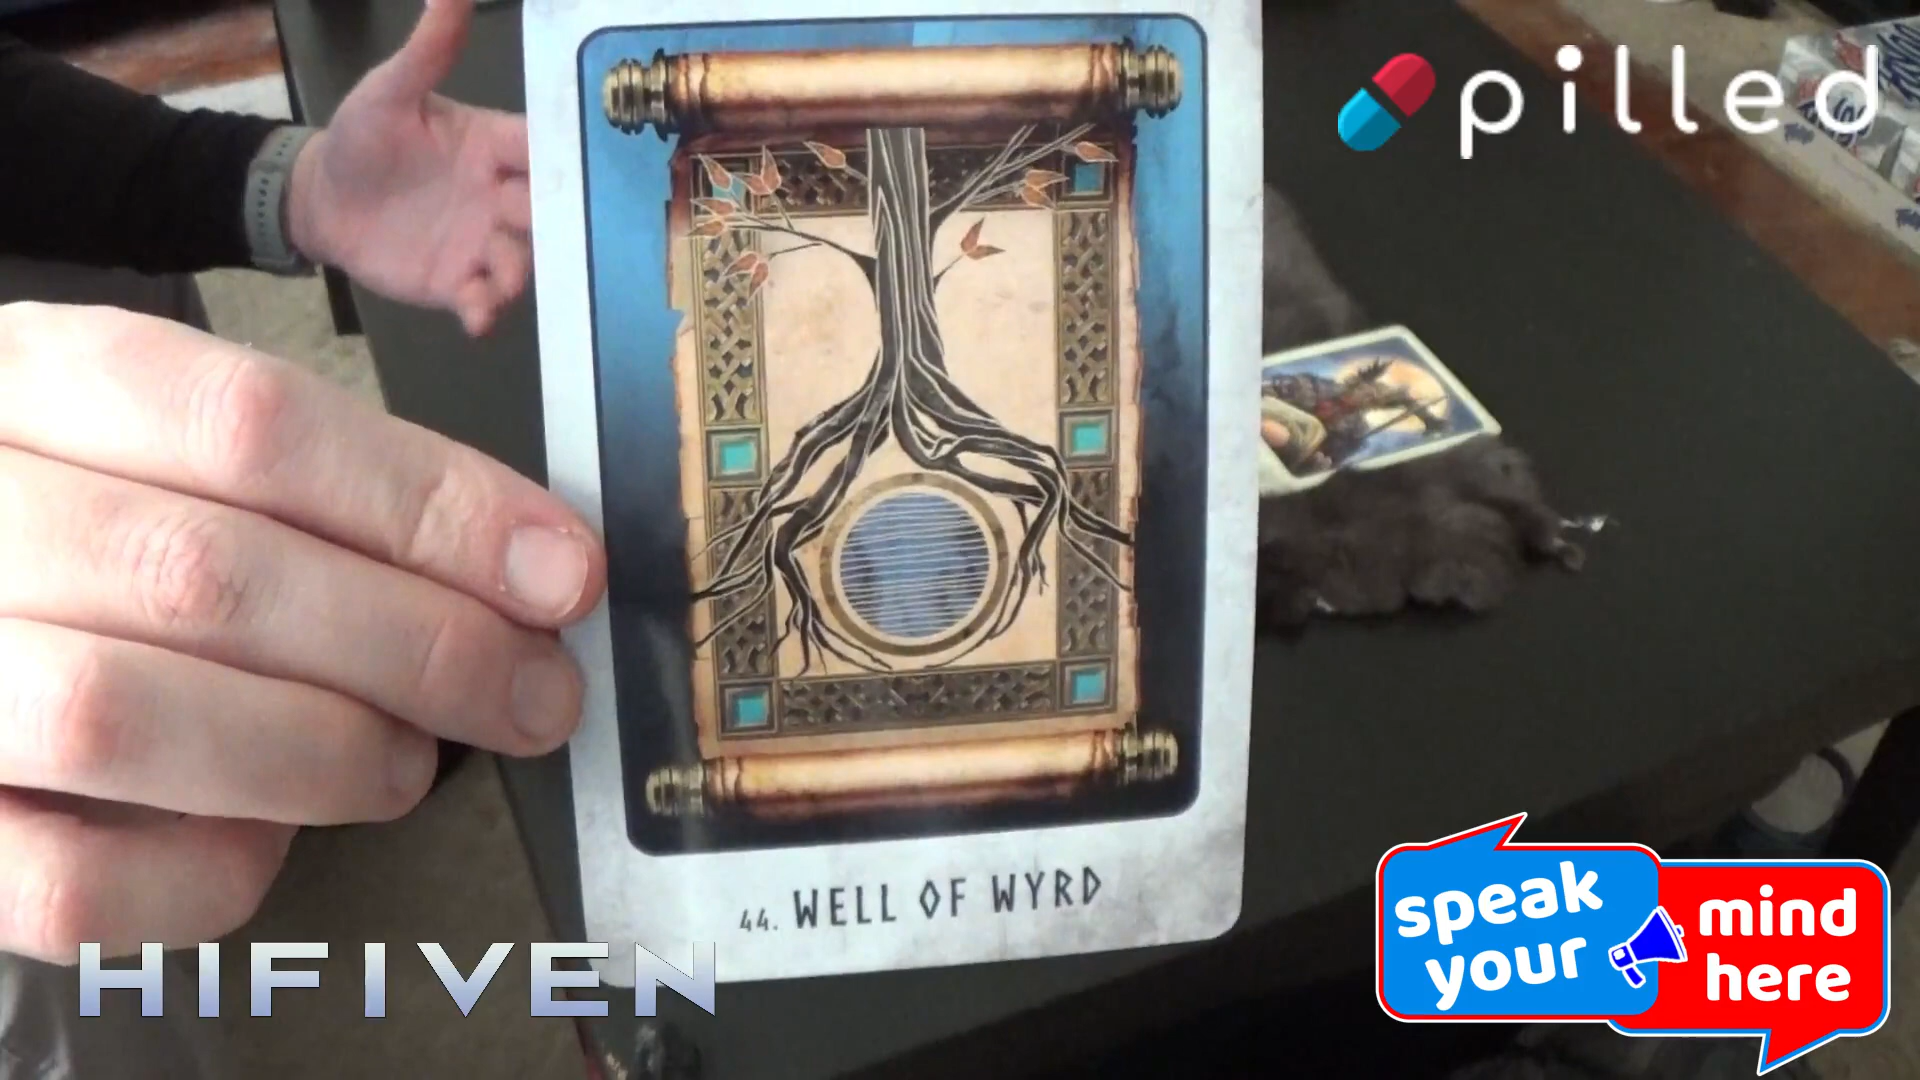 pilled
44. WELL OF WYRD
HIFIVEN
speak
your
mind
here